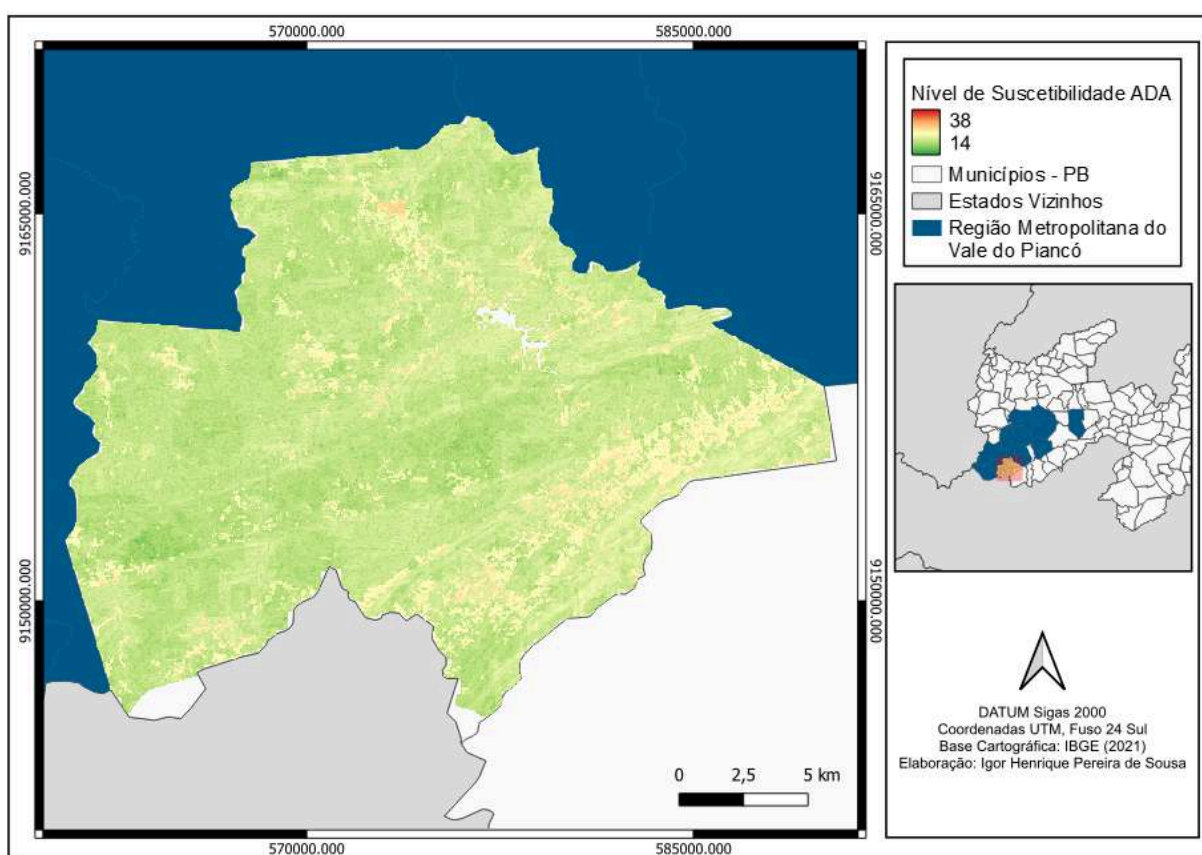 570000.000
585000.000
9165000.000
9165000.000
9150000.000
9150000.000
0 2,5 5 km
570000.000
585000.000
Nível de Suscetibilidade ADA
38
14
Municípios - PB
Estados Vizinhos
Região Metropolitana do
Vale do Piancó
DATUM Sigas 2000
Coordenadas UTM, Fuso 24 Sul
Base Cartográfica: IBGE (2021)
Elaboração: Igor Henrique Pereira de Sousa